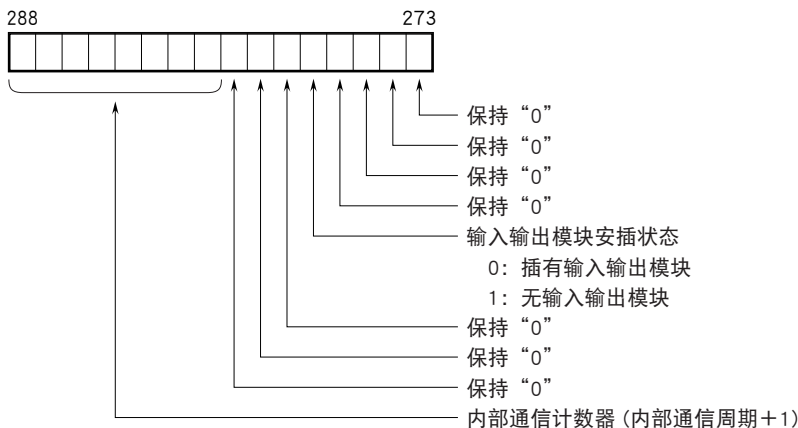 288 273
保持“0”
保持“0”
保持“0”
保持“0”
输入输出模块安插状态
0：插有输入输出模块
1：无输入输出模块
保持“0”
保持“0”
保持“0”
内部通信计数器（内部通信周期＋1）